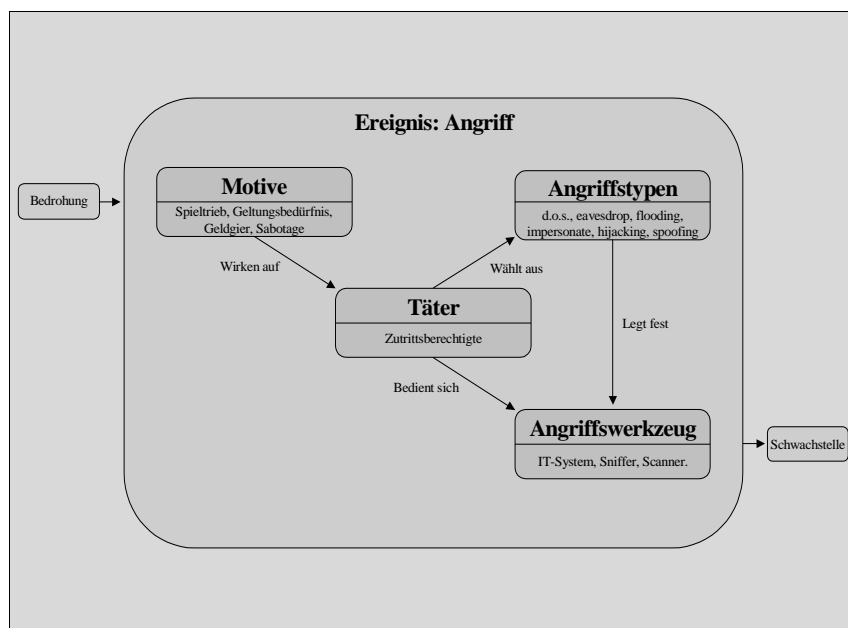 Ereignis: Angriff
Motive
Spieltrieb, Geltungsbedürfnis,
Geldgier, Sabotage
Angriffstypen
d.o.s., eavesdrop, flooding,
impersonate, hijacking, spoofing
Bedrohung
Wirken auf
Wählt aus
Täter
Zutrittsberechtigte
Legt fest
Bedient sich
Angriffswerkzeug
IT-System, Sniffer, Scanner.
Schwachstelle